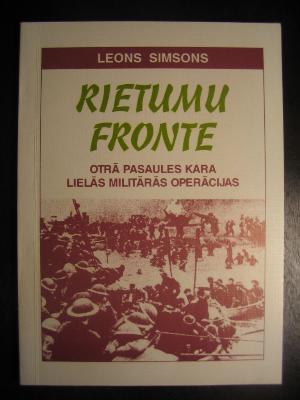 LEONS SIMSONS
RIETUMU
FRONTE
OTRĀ PASAULES KARA
LIELĀS MILITĀRĀS OPERĀCIJAS